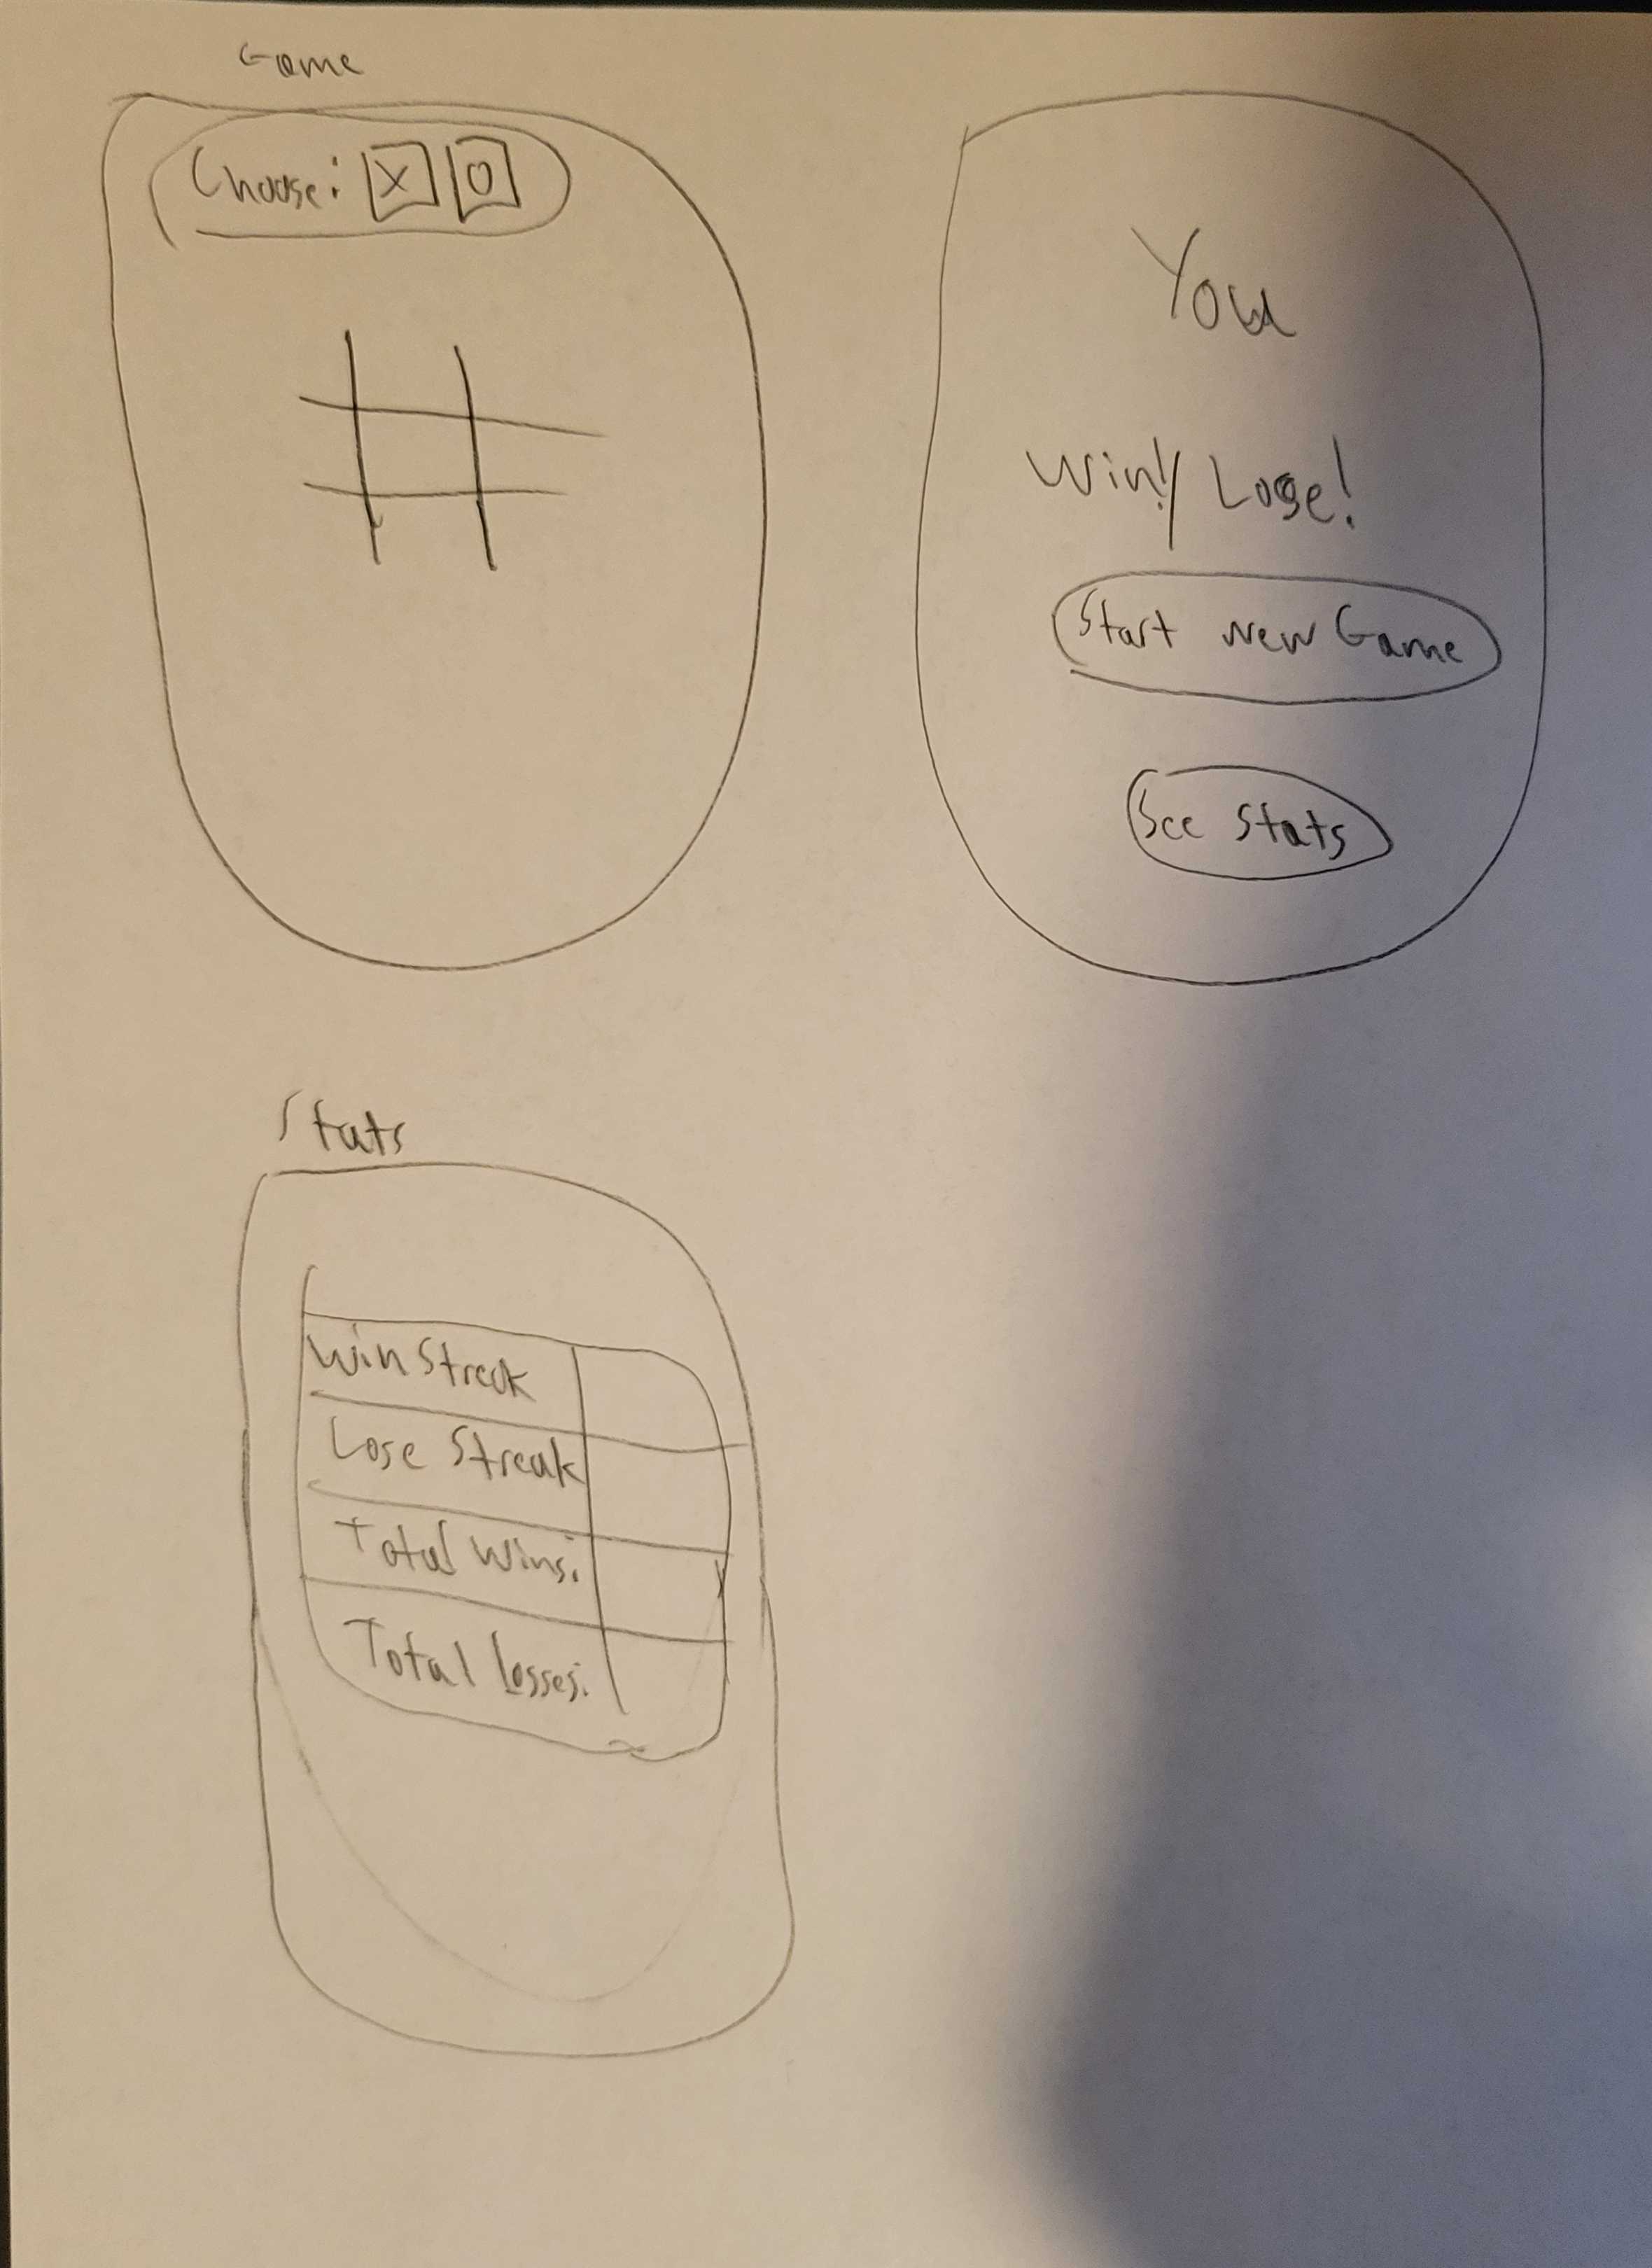 Game
Choose: X O
You
Win!/Lose!
Start new Game
See Stats
Stats
Win Streak
Lose Streak
Total Wins:
Total losses: